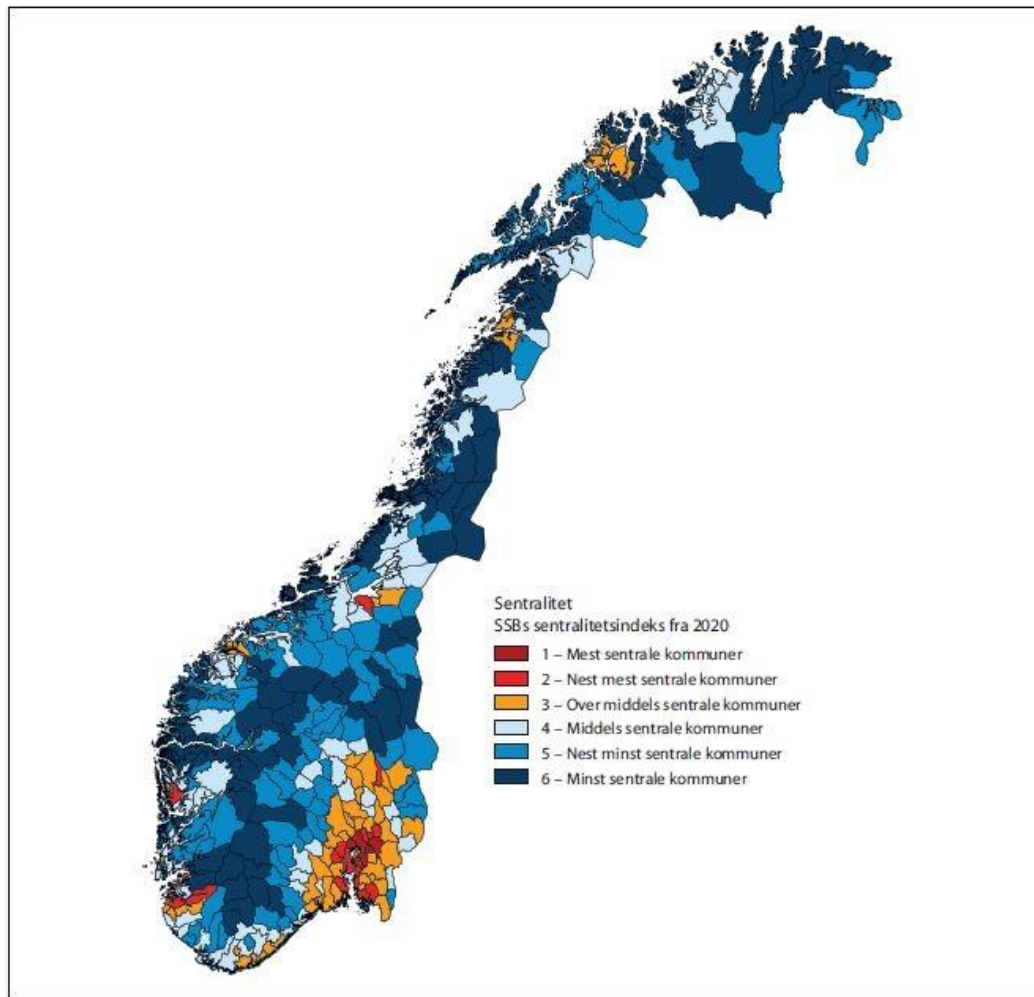 Sentralitet
SSBs sentralitetsindeks fra 2020
1 – Mest sentrale kommuner
2 – Nest mest sentrale kommuner
3 – Over middels sentrale kommuner
4 – Middels sentrale kommuner
5 – Nest minst sentrale kommuner
6 – Minst sentrale kommuner